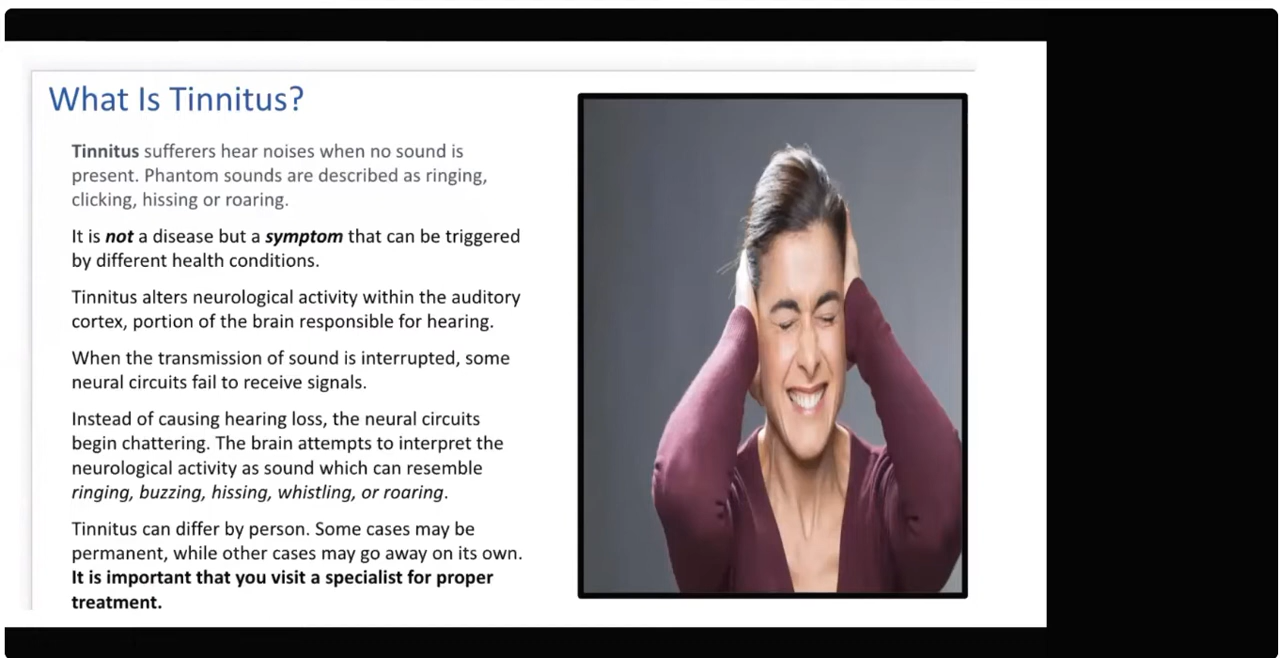 What Is Tinnitus?
Tinnitus sufferers hear noises when no sound is
present. Phantom sounds are described as ringing,
clicking, hissing or roaring.
It is not a disease but a symptom that can be triggered
by different health conditions.
Tinnitus alters neurological activity within the auditory
cortex, portion of the brain responsible for hearing.
When the transmission of sound is interrupted, some
neural circuits fail to receive signals.
Instead of causing hearing loss, the neural circuits
begin chattering. The brain attempts to interpret the
neurological activity as sound which can resemble
ringing, buzzing, hissing, whistling, or roaring.
Tinnitus can differ by person. Some cases may be
permanent, while other cases may go away on its own.
It is important that you visit a specialist for proper
treatment.